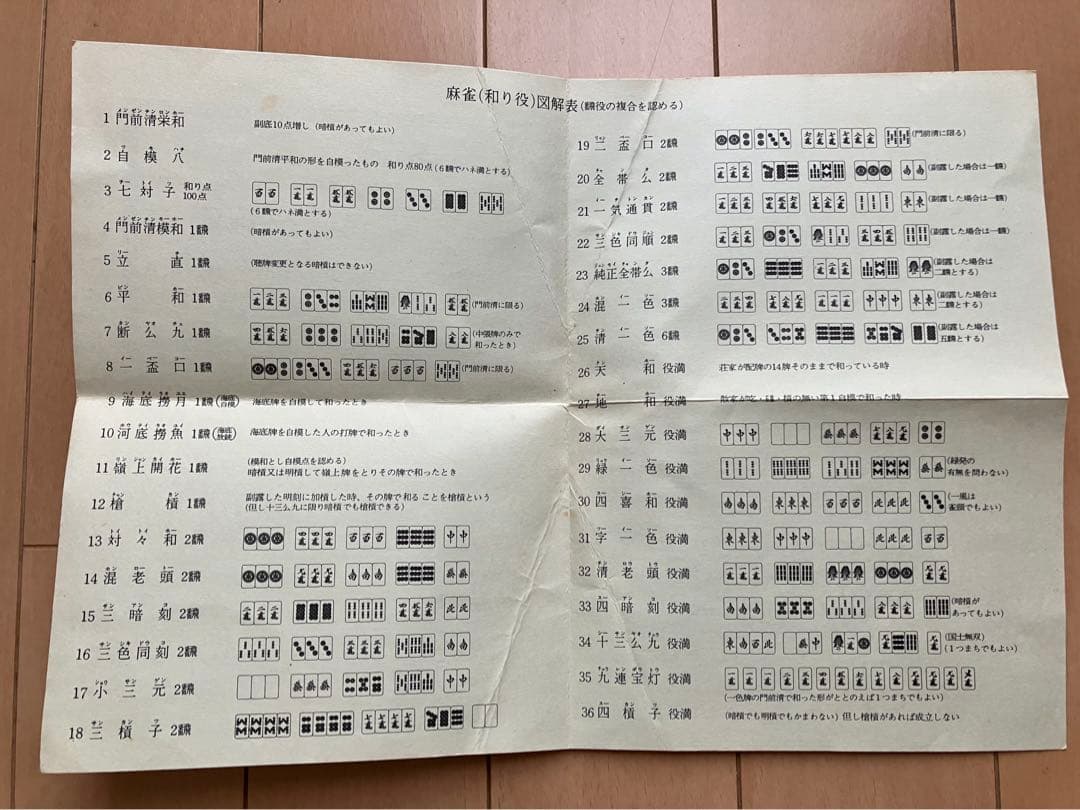 麻雀(和り役)図解表(飜役の複合を認める)
1 門前清栄和 副底10点増し (暗槓があってもよい)
2 自模八 門前清平和の形を自模ったもの 和り点80点 (6飜でハネ満とする)
3 七対子 和り点100点
(6飜でハネ満とする)
4 門前清模和 1飜 (暗槓があってもよい)
5 立直 1飜 (聴牌変更となる暗槓はできない)
6 平和 1飜 (門前清に限る)
7 断么九 1飜 (中張牌のみで和ったとき)
8 一盃口 1飜 (門前清に限る)
9 海底撈月 1飜 海底牌を自模して和ったとき
10 河底撈魚 1飜 海底牌を自模した人の打牌で和ったとき
11 嶺上開花 1飜 (模和とし自模点を認める)
暗槓又は明槓して嶺上牌をとりその牌で和ったとき
12 槍槓 1飜 副露した明刻に加槓した時、その牌で和ることを槍槓という
(但し十三么九に限り暗槓でも槍槓できる)
13 対々和 2飜
14 混老頭 2飜
15 三暗刻 2飜
16 三色同刻 2飜
17 小三元 2飜
18 三槓子 2飜
19 二盃口 2飜 (門前清に限る)
20 全帯么 2飜 (副露した場合は一飜)
21 一気通貫 2飜 (副露した場合は一飜)
22 三色同順 2飜 (副露した場合は一飜)
23 純正全帯么 3飜 (副露した場合は二飜とする)
24 混一色 3飜 (副露した場合は二飜とする)
25 清一色 6飜 (副露した場合は五飜とする)
26 天和 役満 荘家が配牌の14牌そのままで和っている時
27 地和 役満 散家が吃・碰・槓の無い第1自模で和った時
28 大三元 役満
29 緑一色 役満 (緑発の有無を問わない)
30 四喜和 役満 (一風は雀頭でもよい)
31 字一色 役満
32 清老頭 役満
33 四暗刻 役満 (暗槓があってもよい)
34 十三么九 役満 (国士無双)(1つまちでもよい)
35 九連宝灯 役満
(一色牌の門前清で和った形がととのえば1つまちでもよい)
36 四槓子 役満 (暗槓でも明槓でもかまわない) 但し槍槓があれば成立しない